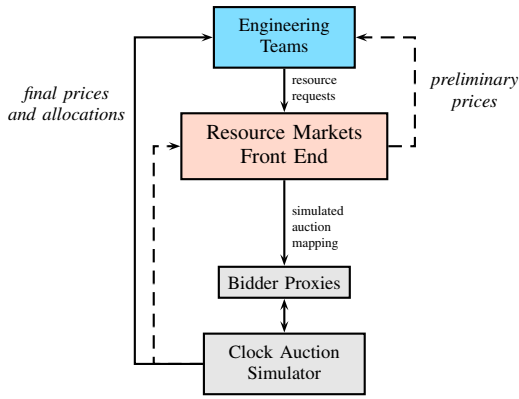 Engineering
Teams
final prices
and allocations
resource
requests
preliminary
prices
Resource Markets
Front End
simulated
auction
mapping
Bidder Proxies
Clock Auction
Simulator